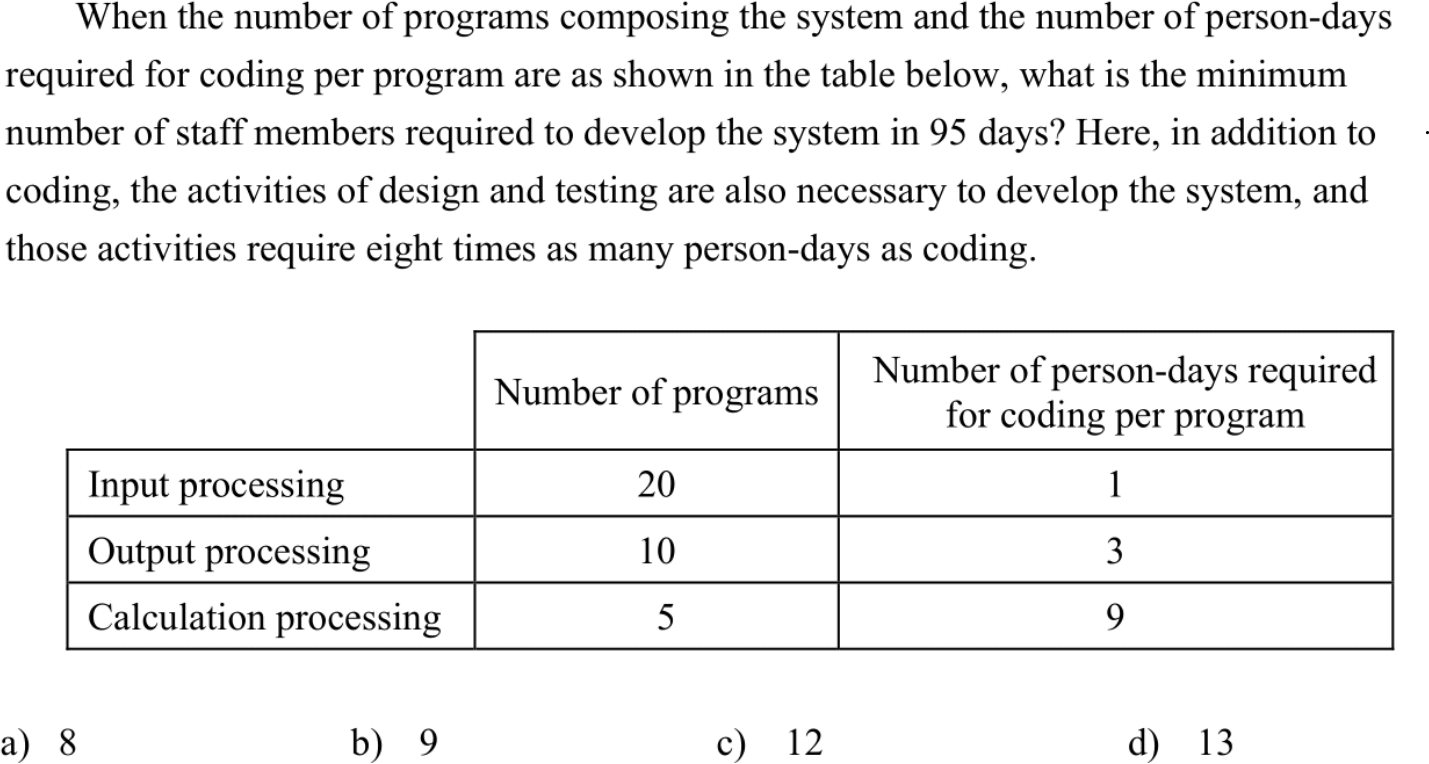 When the number of programs composing the system and the number of person-days
required for coding per program are as shown in the table below, what is the minimum
number of staff members required to develop the system in 95 days? Here, in addition to
coding, the activities of design and testing are also necessary to develop the system, and
those activities require eight times as many person-days as coding.
Number of programs
Number of person-days required
for coding per program
Input processing 20 1
Output processing 10 3
Calculation processing 5 9
a) 8 b) 9 c) 12 d) 13